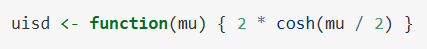 uisd <- function(mu) { 2 * cosh(mu / 2) }